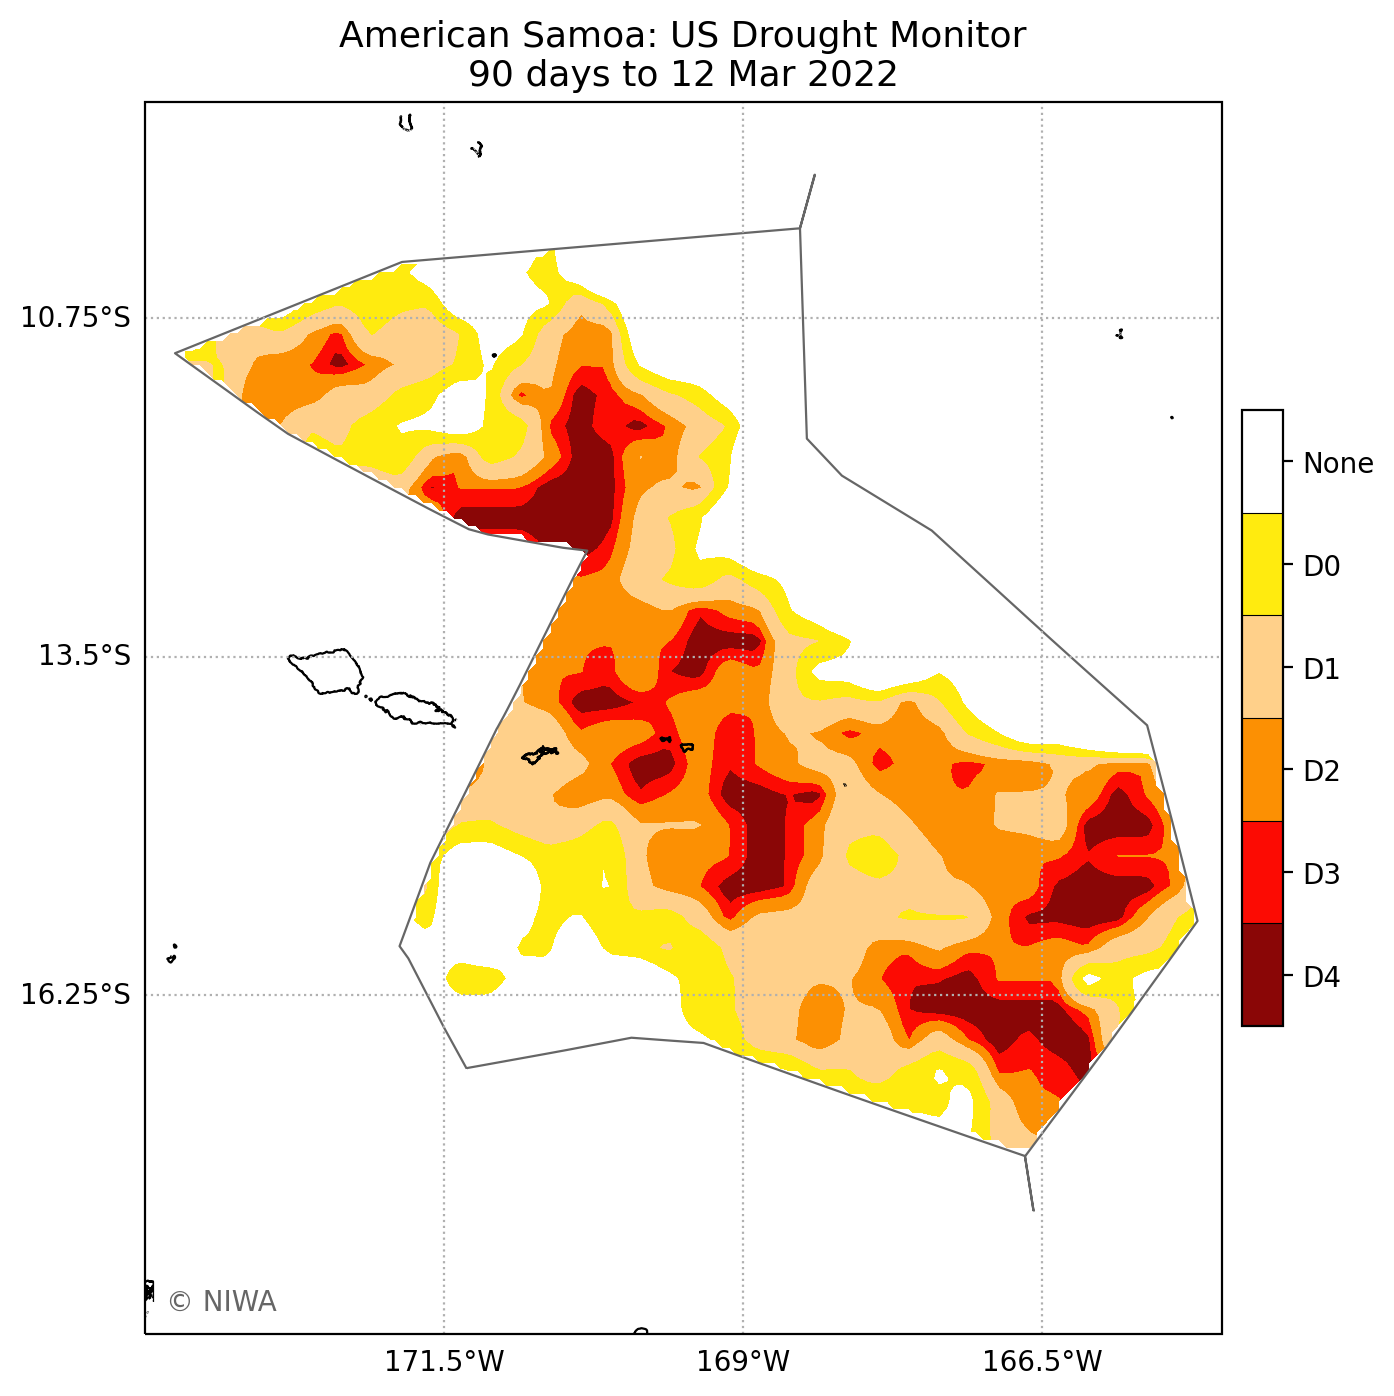 American Samoa: US Drought Monitor
90 days to 12 Mar 2022
10.75°S
13.5°S
16.25°S
171.5°W
169°W
166.5°W
None
D0
D1
D2
D3
D4
© NIWA